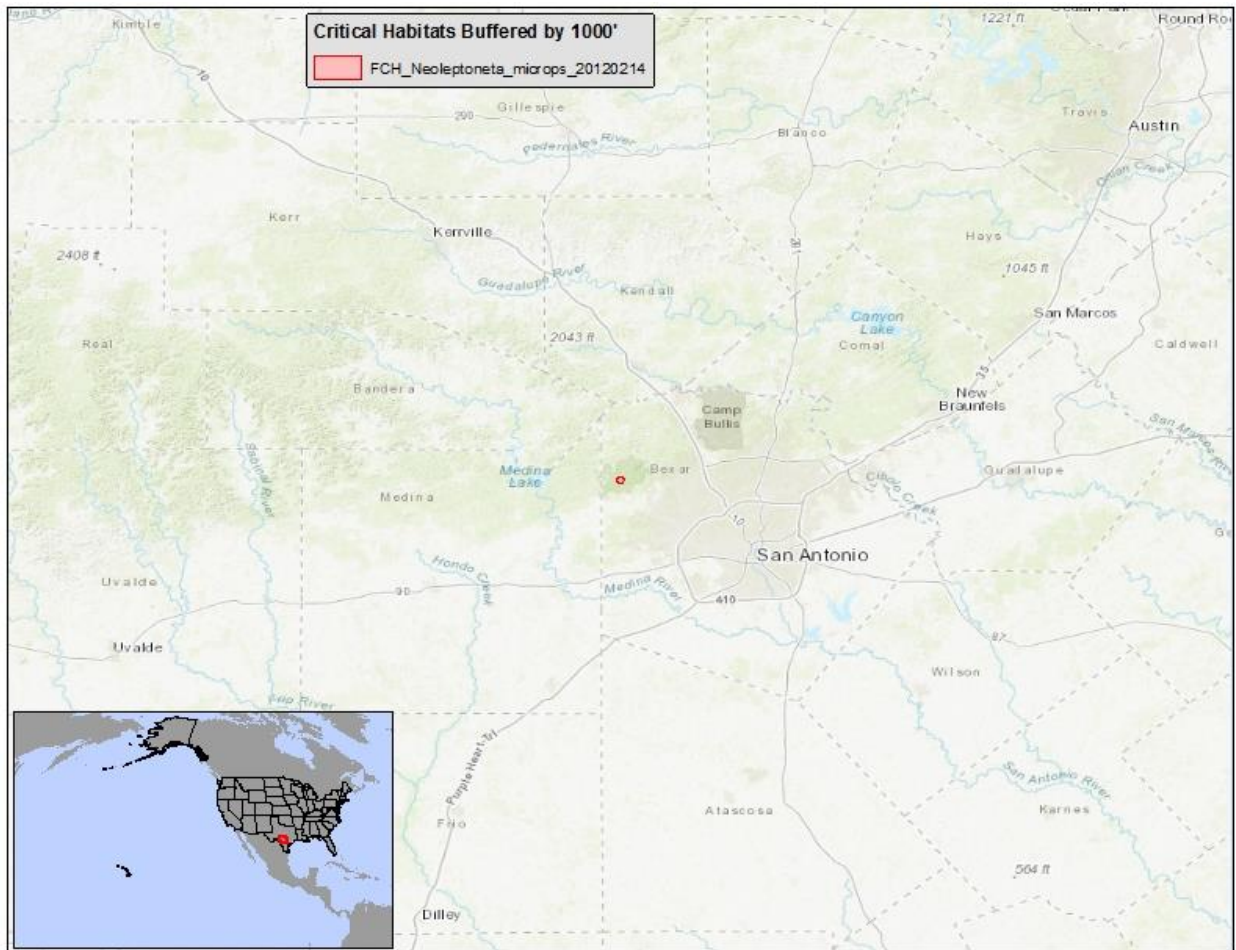 Kimble
1221 ft
Round Ro
Critical Habitats Buffered by 1000'
FCH_Neoleptoneta_microps_20120214
10
Gillespie
290
Travis
Blanco
Austin
Pedernales River
Onion Creek
Kerr
Kerrville
Hays
2408 ft
281
1045 ft
Guadalupe River
Kendall
San Marcos
Canyon
Lake
2043 ft
Real
Comal
Caldwell
35
Bandera
New
Braunfels
Camp
Bullis
San Marcos River
Sabinal River
Medina
Lake
Bexar
Guadalupe
Medina
Cibolo Creek
10
San Antonio
Hondo Creek
Uvalde
90
Medina River
410
87
Uvalde
Wilson
River
Purple Heart Trl
San Antonio River
Atascosa
Karnes
Frio
564 ft
Dilley